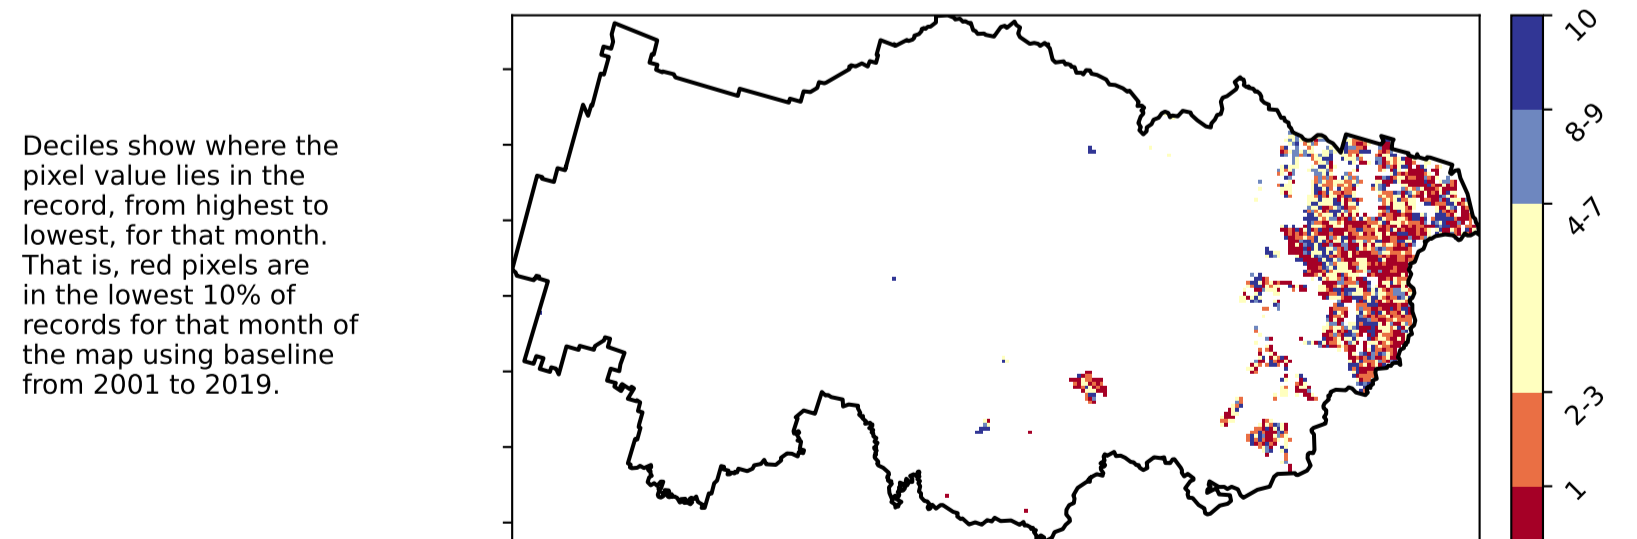 Deciles show where the
pixel value lies in the
record, from highest to
lowest, for that month.
That is, red pixels are
in the lowest 10% of
records for that month of
the map using baseline
from 2001 to 2019.
10
8-9
4-7
2-3
1